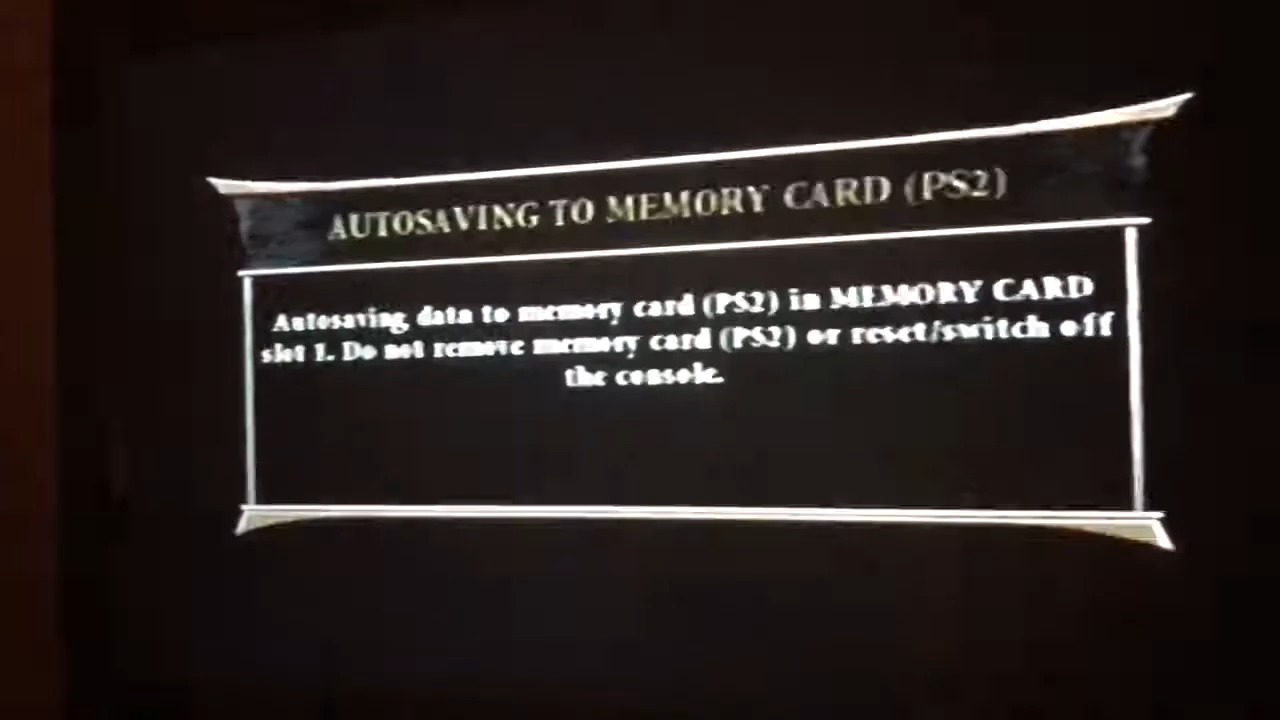 AUTOSAVING TO MEMORY CARD (PS2)
Autosaving data to memory card (PS2) in MEMORY CARD
slot 1. Do not remove memory card (PS2) or reset/switch off
the console.